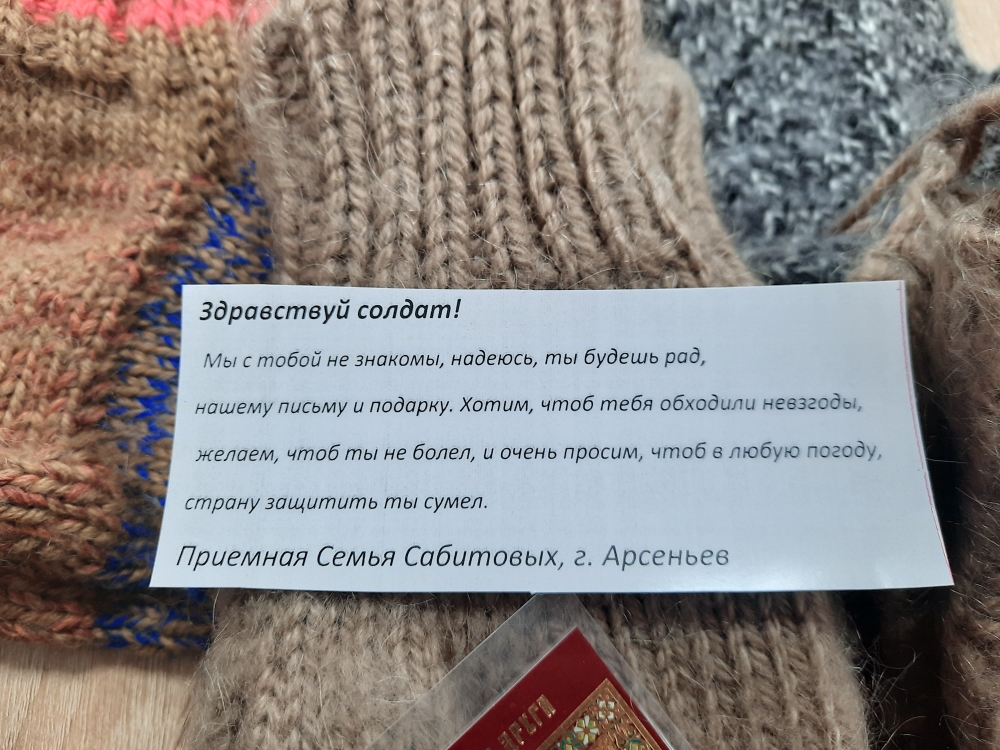 Здравствуй солдат!
Мы с тобой не знакомы, надеюсь, ты будешь рад,
нашему письму и подарку. Хотим, чтоб тебя обходили невзгоды,
желаем, чтоб ты не болел, и очень просим, чтоб в любую погоду,
страну защитить ты сумел.
Приемная Семья Сабитовых, г. Арсеньев